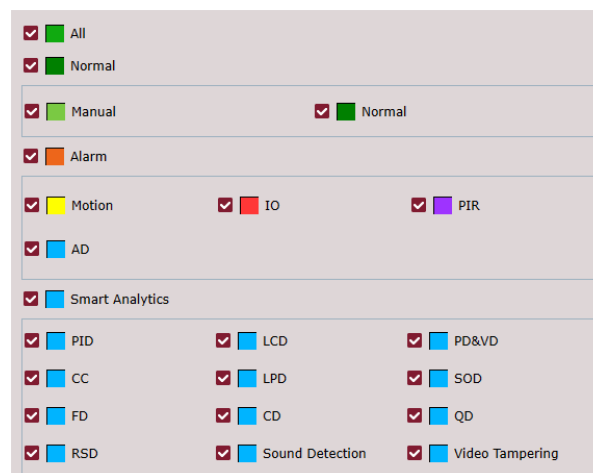 All
Normal
Manual Normal
Alarm
Motion IO PIR
AD
Smart Analytics
PID LCD PD&VD
CC LPD SOD
FD CD QD
RSD Sound Detection Video Tampering